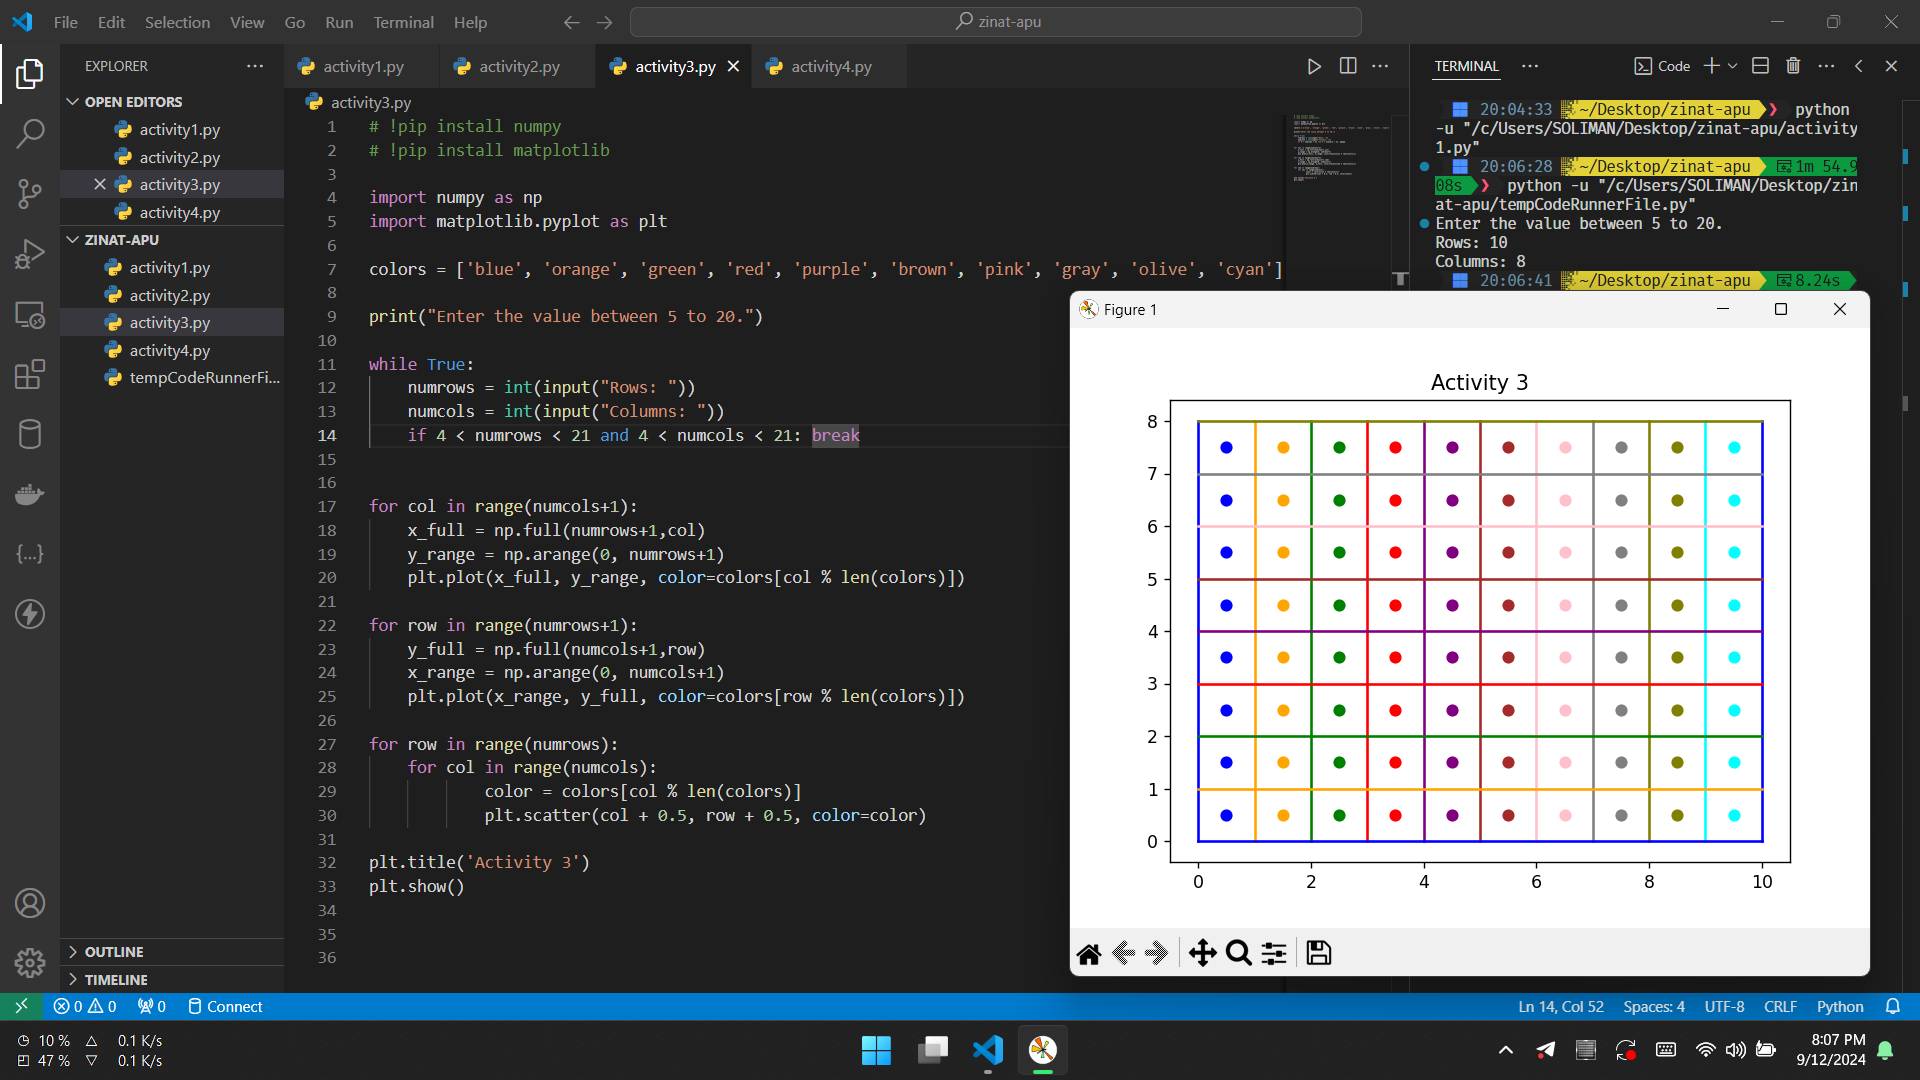 File Edit Selection View Go Run Terminal Help
zinat-apu
EXPLORER
OPEN EDITORS
activity1.py
activity2.py
activity3.py
activity4.py
ZINAT-APU
activity1.py
activity2.py
activity3.py
activity4.py
tempCodeRunnerFi...
OUTLINE
TIMELINE
activity1.py activity2.py activity3.py activity4.py
activity3.py
1 # !pip install numpy
2 # !pip install matplotlib
3
4 import numpy as np
5 import matplotlib.pyplot as plt
6
7 colors = ['blue', 'orange', 'green', 'red', 'purple', 'brown', 'pink', 'gray', 'olive', 'cyan']
8
9 print("Enter the value between 5 to 20.")
10
11 while True:
12 numrows = int(input("Rows: "))
13 numcols = int(input("Columns: "))
14 if 4 < numrows < 21 and 4 < numcols < 21: break
15
16
17 for col in range(numcols+1):
18 x_full = np.full(numrows+1,col)
19 y_range = np.arange(0, numrows+1)
20 plt.plot(x_full, y_range, color=colors[col % len(colors)])
21
22 for row in range(numrows+1):
23 y_full = np.full(numcols+1,row)
24 x_range = np.arange(0, numcols+1)
25 plt.plot(x_range, y_full, color=colors[row % len(colors)])
26
27 for row in range(numrows):
28 for col in range(numcols):
29 color = colors[col % len(colors)]
30 plt.scatter(col + 0.5, row + 0.5, color=color)
31
32 plt.title('Activity 3')
33 plt.show()
34
35
36
TERMINAL
Code
20:04:33 ~/Desktop/zinat-apu python
-u "/c/Users/SOLIMAN/Desktop/zinat-apu/activity
1.py"
20:06:28 ~/Desktop/zinat-apu 1m 54.9
08s python -u "/c/Users/SOLIMAN/Desktop/zin
at-apu/tempCodeRunnerFile.py"
Enter the value between 5 to 20.
Rows: 10
Columns: 8
20:06:41 ~/Desktop/zinat-apu 8.24s
Figure 1
Activity 3
8
7
6
5
4
3
2
1
0
0 2 4 6 8 10
0 0 0 Connect
Ln 14, Col 52 Spaces: 4 UTF-8 CRLF Python
10 % 0.1 K/s
47 % 0.1 K/s
8:07 PM
9/12/2024